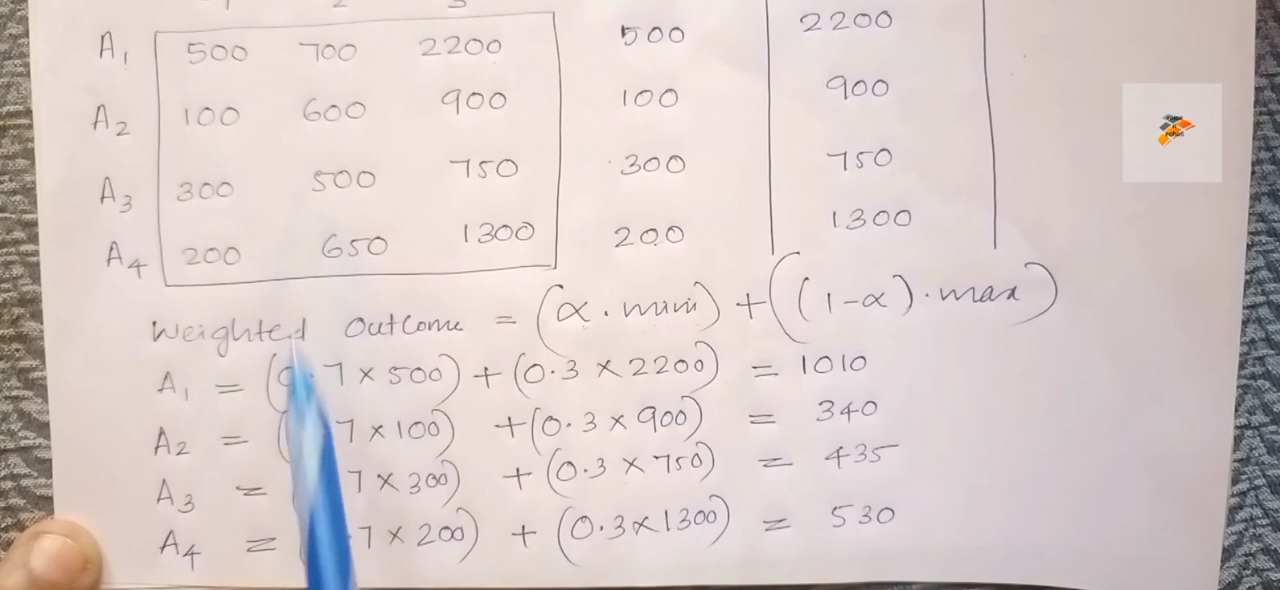 A1 500 700 2200 500 2200
A2 100 600 900 100 900
A3 300 500 750 300 750
A4 200 650 1300 200 1300
Weighted Outcome = (α . mini) + ((1-α) . max)
A1 = (0.7 × 500) + (0.3 × 2200) = 1010
A2 = ( 7 × 100) + (0.3 × 900) = 340
A3 = 7 × 300) + (0.3 × 750) = 435
A4 = .7 × 200) + (0.3 × 1300) = 530